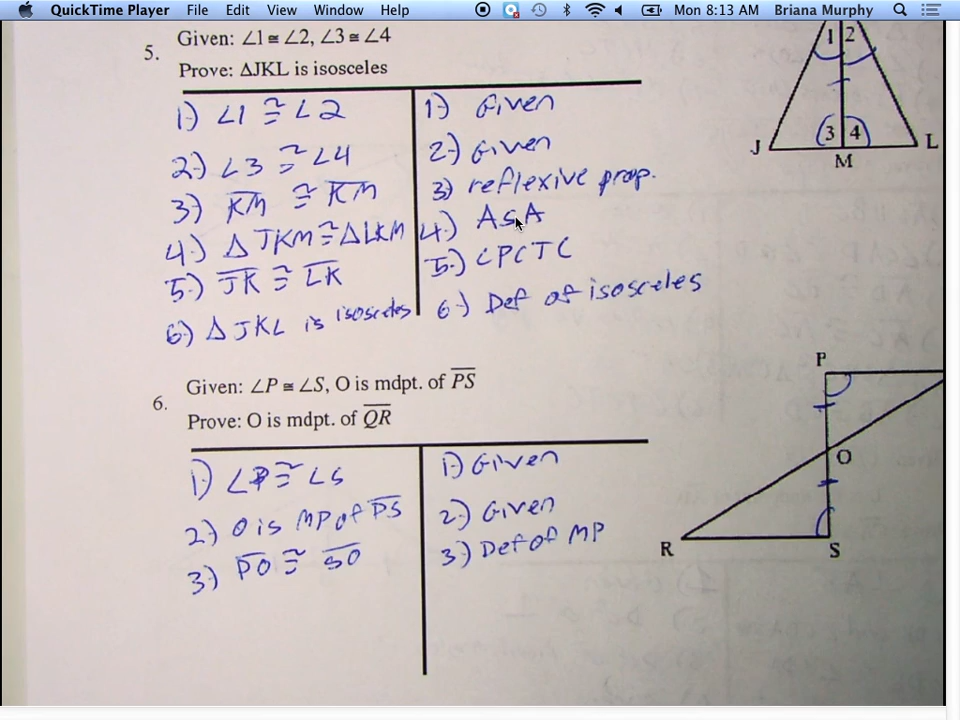 QuickTime Player File Edit View Window Help Mon 8:13 AM Briana Murphy
5. Given: ∠1 ≅ ∠2, ∠3 ≅ ∠4
Prove: ΔJKL is isosceles
1) ∠1 ≅ ∠2 1) Given
2) ∠3 ≅ ∠4 2) Given
3) KM ≅ KM 3) reflexive prop.
4) Δ JKM ≅ Δ LKM 4) ASA
5) JK ≅ LK 5) CPCTC
6) Δ JKL is isosceles 6) Def of isosceles
1 2
3 4
J M L
6. Given: ∠P ≅ ∠S, O is mdpt. of PS
Prove: O is mdpt. of QR
1) ∠P ≅ ∠S 1) Given
2) O is MP of PS 2) Given
3) PO ≅ SO 3) Def of MP
P
O
R S